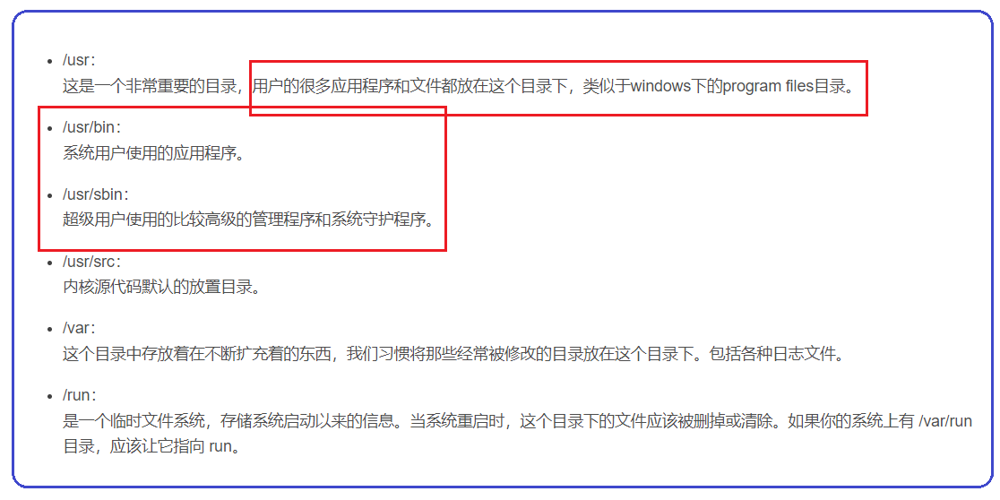 /usr：
这是一个非常重要的目录，用户的很多应用程序和文件都放在这个目录下，类似于windows下的program files目录。
/usr/bin：
系统用户使用的应用程序。
/usr/sbin：
超级用户使用的比较高级的管理程序和系统守护程序。
/usr/src：
内核源代码默认的放置目录。
/var：
这个目录中存放着在不断扩充着的东西，我们习惯将那些经常被修改的目录放在这个目录下。包括各种日志文件。
/run：
是一个临时文件系统，存储系统启动以来的信息。当系统重启时，这个目录下的文件应该被删掉或清除。如果你的系统上有 /var/run
目录，应该让它指向 run。